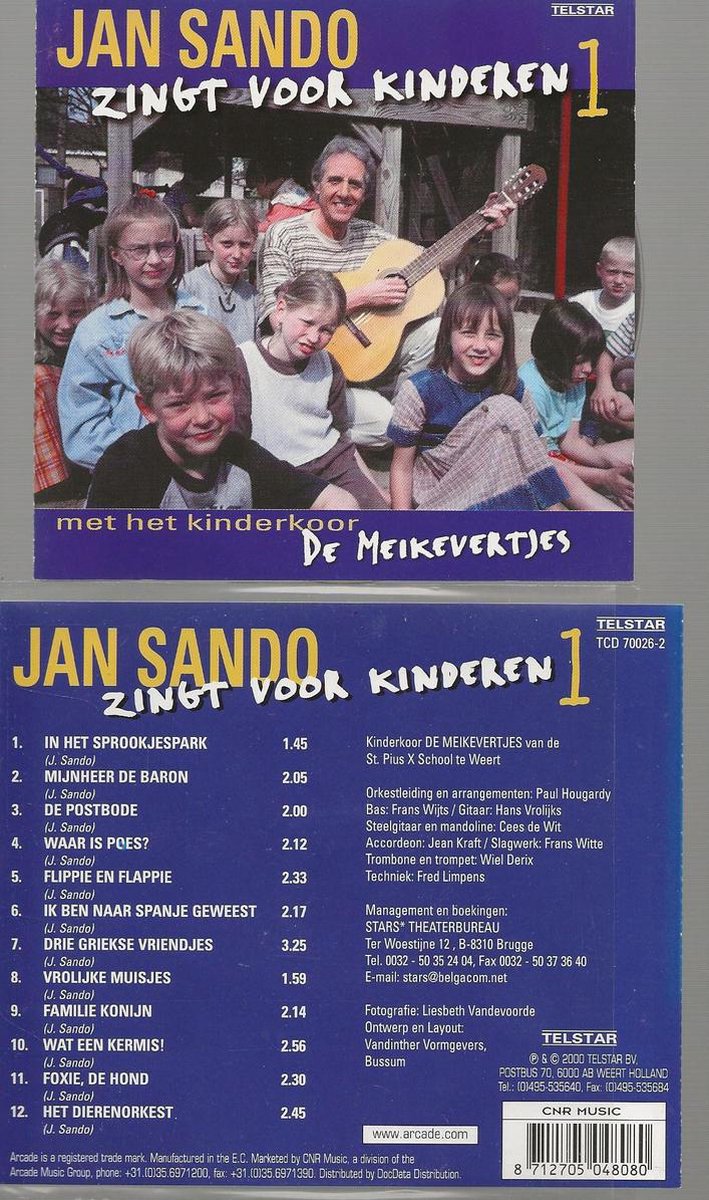 TELSTAR
JAN SANDO
ZINGT VOOR KINDEREN 1
met het kinderkoor
DE MEIKEVERTJES
TELSTAR
TCD 70026-2
JAN SANDO
ZINGT VOOR KINDEREN 1
1. IN HET SPROOKJESPARK 1.45
(J. Sando)
2. MIJNHEER DE BARON 2.05
(J. Sando)
3. DE POSTBODE 2.00
(J. Sando)
4. WAAR IS POES? 2.12
(J. Sando)
5. FLIPPIE EN FLAPPIE 2.33
(J. Sando)
6. IK BEN NAAR SPANJE GEWEEST 2.17
(J. Sando)
7. DRIE GRIEKSE VRIENDJES 3.25
(J. Sando)
8. VROLIJKE MUISJES 1.59
(J. Sando)
9. FAMILIE KONIJN 2.14
(J. Sando)
10. WAT EEN KERMIS! 2.56
(J. Sando)
11. FOXIE, DE HOND 2.30
(J. Sando)
12. HET DIERENORKEST 2.45
(J. Sando)
Kinderkoor DE MEIKEVERTJES van de
St. Pius X School te Weert
Orkestleiding en arrangementen: Paul Hougardy
Bas: Frans Wijts / Gitaar: Hans Vrolijks
Steelgitaar en mandoline: Cees de Wit
Accordeon: Jean Kraft / Slagwerk: Frans Witte
Trombone en trompet: Wiel Derix
Techniek: Fred Limpens
Management en boekingen:
STARS* THEATERBUREAU
Ter Woestijne 12 , B-8310 Brugge
Tel. 0032 - 50 35 24 04, Fax 0032 - 50 37 36 40
E-mail: stars@belgacom.net
Fotografie: Liesbeth Vandevoorde
Ontwerp en Layout:
Vandinther Vormgevers,
Bussum
TELSTAR
℗ & © 2000 TELSTAR BV,
POSTBUS 70, 6000 AB WEERT HOLLAND
Tel.: (0)495-535640, Fax: (0)495-535684
www.arcade.com
CNR MUSIC
8 712705 048080
Arcade is a registered trade mark. Manufactured in the E.C. Marketed by CNR Music, a division of the
Arcade Music Group, phone: +31.(0)35.6971200, fax: +31.(0)35.6971390. Distributed by DocData Distribution.